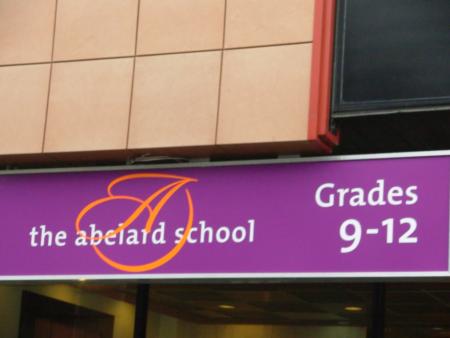 the abelard school
A
Grades
9-12